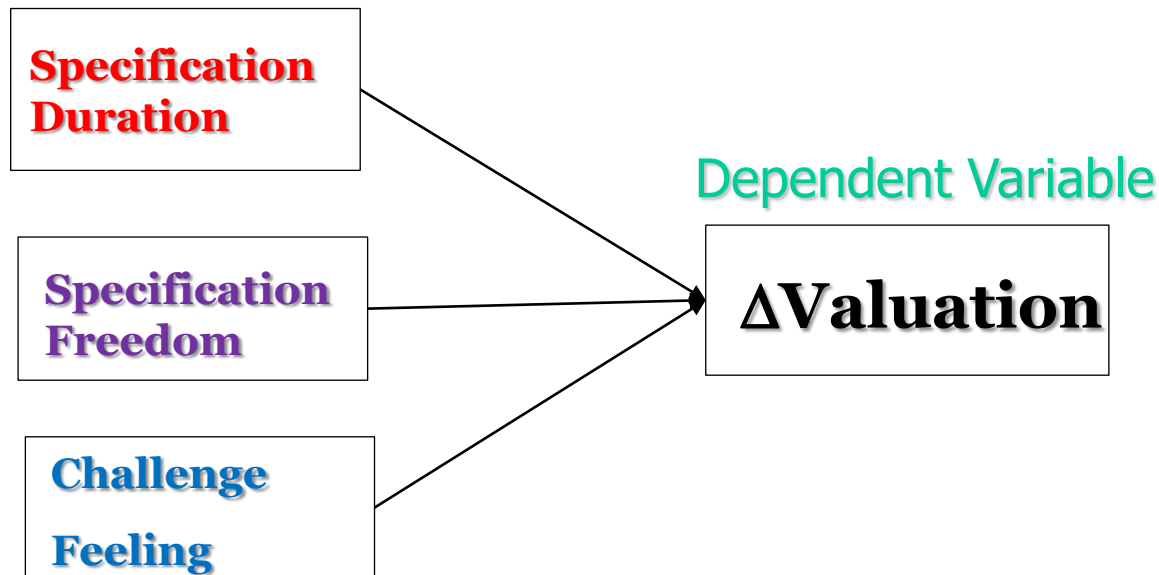 Specification
Duration
Dependent Variable
Specification
Freedom
ΔValuation
Challenge
Feeling